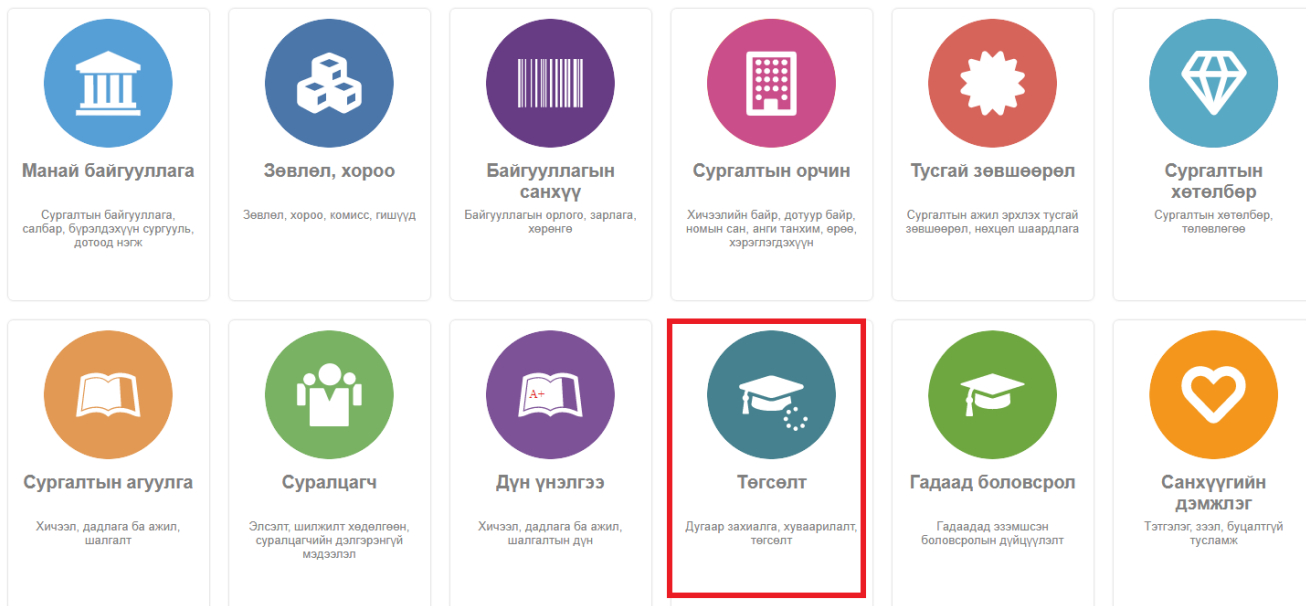 Манай байгууллага
Сургалтын байгууллага,
салбар, бүрэлдэхүүн сургууль,
дотоод нэгж
Зөвлөл, хороо
Зөвлөл, хороо, комисс, гишүүд
Байгууллагын
санхүү
Байгууллагын орлого, зарлага,
хөрөнгө
Сургалтын орчин
Хичээлийн байр, дотуур байр,
номын сан, анги танхим, өрөө,
хэрэглэгдэхүүн
Тусгай зөвшөөрөл
Сургалтын ажил эрхлэх тусгай
зөвшөөрөл, нөхцөл шаардлага
Сургалтын
хөтөлбөр
Сургалтын хөтөлбөр,
төлөвлөгөө
Сургалтын агуулга
Хичээл, дадлага ба ажил,
шалгалт
Суралцагч
Элсэлт, шилжилт хөдөлгөөн,
суралцагчийн дэлгэрэнгүй
мэдээлэл
A+
Дүн үнэлгээ
Хичээл, дадлага ба ажил,
шалгалтын дүн
Төгсөлт
Дугаар захиалга, хуваарилалт,
төгсөлт
Гадаад боловсрол
Гадаадад эзэмшсэн
боловсролын дүйцүүлэлт
Санхүүгийн
дэмжлэг
Тэтгэлэг, зээл, буцалтгүй
тусламж